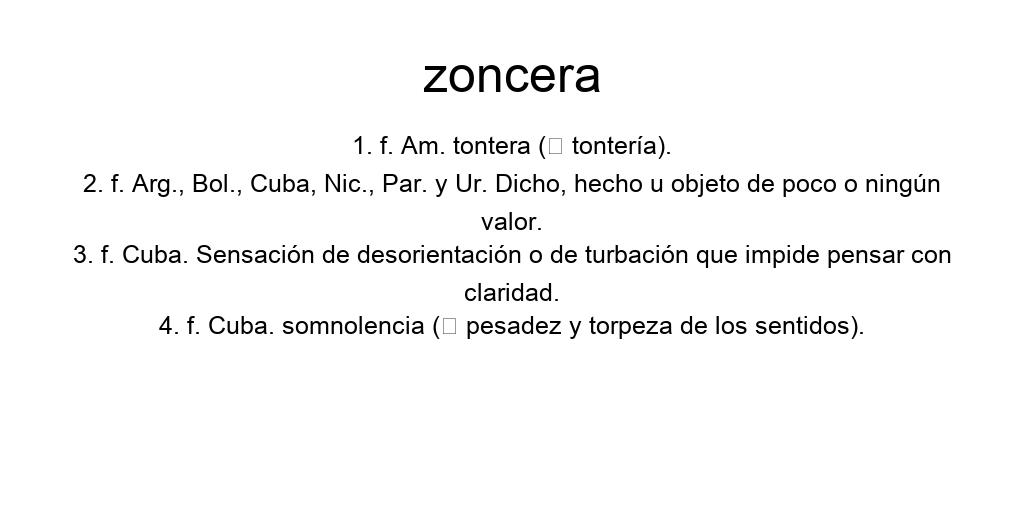 zoncera
1. f. Am. tontera (□ tontería).
2. f. Arg., Bol., Cuba, Nic., Par. y Ur. Dicho, hecho u objeto de poco o ningún
valor.
3. f. Cuba. Sensación de desorientación o de turbación que impide pensar con
claridad.
4. f. Cuba. somnolencia (□ pesadez y torpeza de los sentidos).